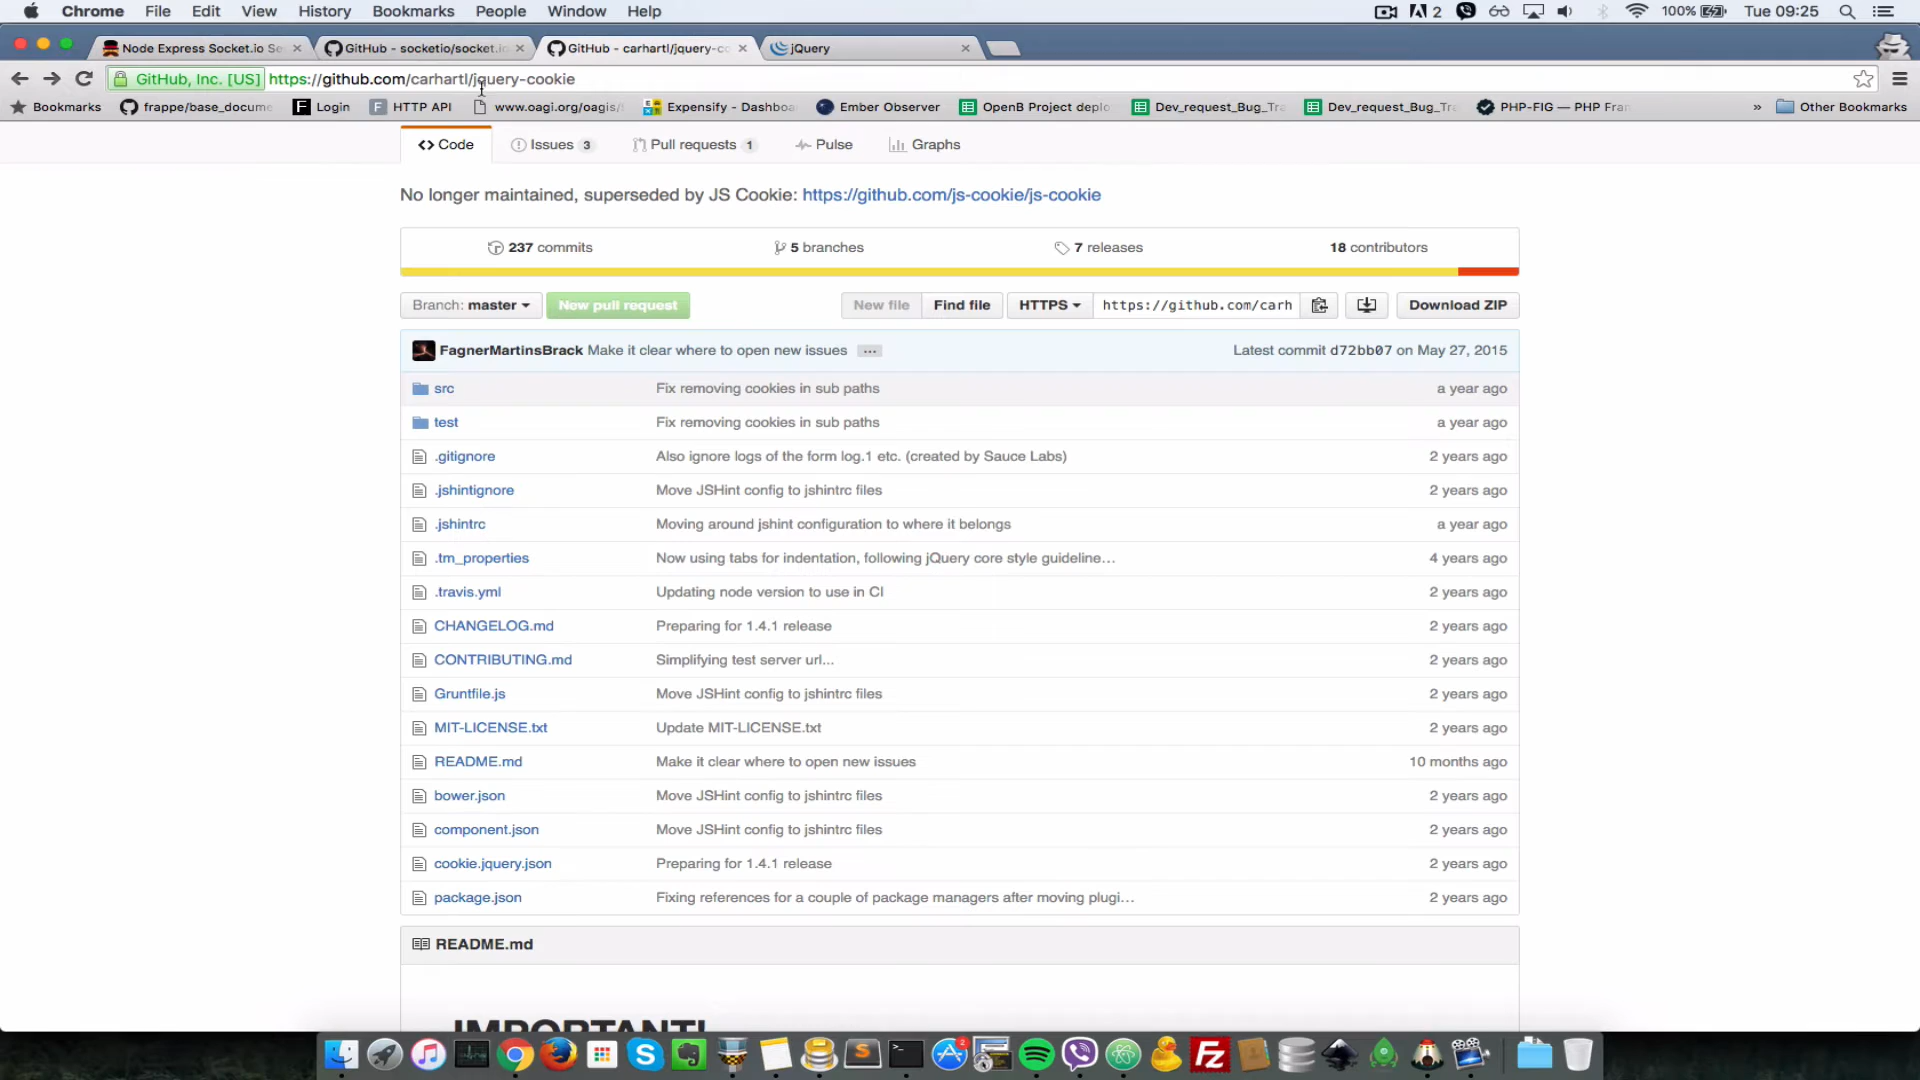 Chrome File Edit View History Bookmarks People Window Help 2 100% Tue 09:25
Node Express Socket.io Se GitHub - socketio/socket.io GitHub - carhartl/jquery-co jQuery
GitHub, Inc. [US] https://github.com/carhartl/jquery-cookie
Bookmarks frappe/base_docume Login HTTP API www.oagi.org/oagis/ Expensify - Dashboa Ember Observer OpenB Project deplo Dev_request_Bug_Tra Dev_request_Bug_Tra PHP-FIG — PHP Fran » Other Bookmarks
Code Issues 3 Pull requests 1 Pulse Graphs
No longer maintained, superseded by JS Cookie: https://github.com/js-cookie/js-cookie
237 commits 5 branches 7 releases 18 contributors
Branch: master New pull request New file Find file HTTPS https://github.com/carh Download ZIP
FagnerMartinsBrack Make it clear where to open new issues ... Latest commit d72bb07 on May 27, 2015
src Fix removing cookies in sub paths a year ago
test Fix removing cookies in sub paths a year ago
.gitignore Also ignore logs of the form log.1 etc. (created by Sauce Labs) 2 years ago
.jshintignore Move JSHint config to jshintrc files 2 years ago
.jshintrc Moving around jshint configuration to where it belongs a year ago
.tm_properties Now using tabs for indentation, following jQuery core style guideline… 4 years ago
.travis.yml Updating node version to use in CI 2 years ago
CHANGELOG.md Preparing for 1.4.1 release 2 years ago
CONTRIBUTING.md Simplifying test server url... 2 years ago
Gruntfile.js Move JSHint config to jshintrc files 2 years ago
MIT-LICENSE.txt Update MIT-LICENSE.txt 2 years ago
README.md Make it clear where to open new issues 10 months ago
bower.json Move JSHint config to jshintrc files 2 years ago
component.json Move JSHint config to jshintrc files 2 years ago
cookie.jquery.json Preparing for 1.4.1 release 2 years ago
package.json Fixing references for a couple of package managers after moving plugi… 2 years ago
README.md
IMPORTANT!